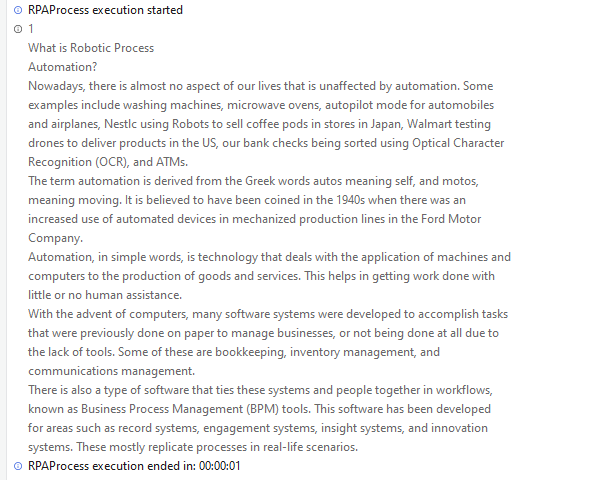 RPAProcess execution started
1
What is Robotic Process
Automation?
Nowadays, there is almost no aspect of our lives that is unaffected by automation. Some
examples include washing machines, microwave ovens, autopilot mode for automobiles
and airplanes, Nestlc using Robots to sell coffee pods in stores in Japan, Walmart testing
drones to deliver products in the US, our bank checks being sorted using Optical Character
Recognition (OCR), and ATMs.
The term automation is derived from the Greek words autos meaning self, and motos,
meaning moving. It is believed to have been coined in the 1940s when there was an
increased use of automated devices in mechanized production lines in the Ford Motor
Company.
Automation, in simple words, is technology that deals with the application of machines and
computers to the production of goods and services. This helps in getting work done with
little or no human assistance.
With the advent of computers, many software systems were developed to accomplish tasks
that were previously done on paper to manage businesses, or not being done at all due to
the lack of tools. Some of these are bookkeeping, inventory management, and
communications management.
There is also a type of software that ties these systems and people together in workflows,
known as Business Process Management (BPM) tools. This software has been developed
for areas such as record systems, engagement systems, insight systems, and innovation
systems. These mostly replicate processes in real-life scenarios.
RPAProcess execution ended in: 00:00:01